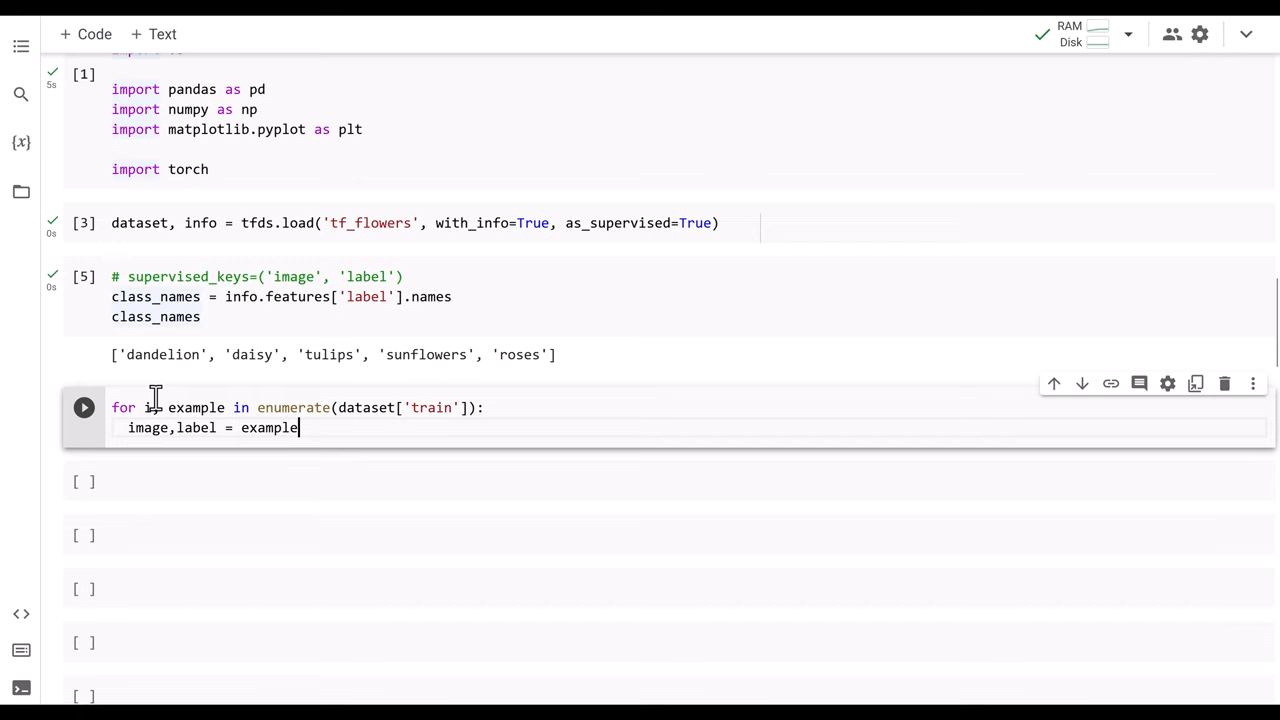 + Code + Text
RAM
Disk
[1]
5s
import pandas as pd
import numpy as np
import matplotlib.pyplot as plt
import torch
[3] dataset, info = tfds.load('tf_flowers', with_info=True, as_supervised=True)
0s
[5] # supervised_keys=('image', 'label')
0s
class_names = info.features['label'].names
class_names
['dandelion', 'daisy', 'tulips', 'sunflowers', 'roses']
for i, example in enumerate(dataset['train']):
image,label = example
[ ]
[ ]
[ ]
[ ]
[ ]